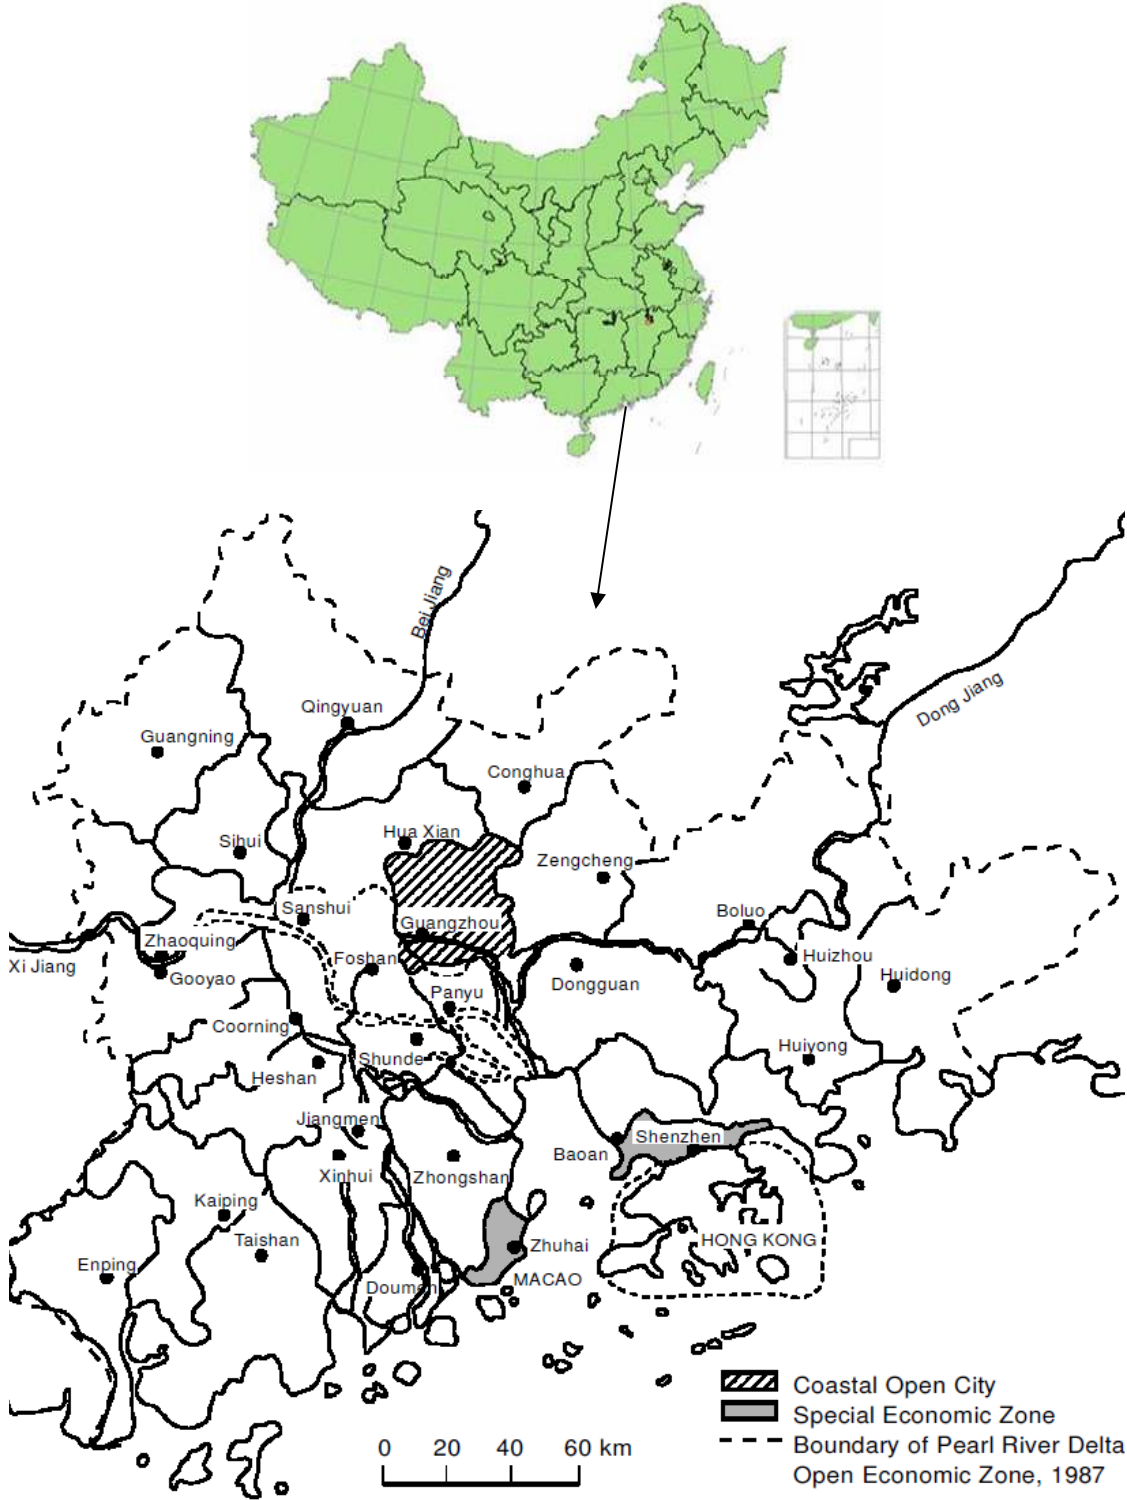 Bei Jiang
Dong Jiang
Qingyuan
Guangning
Conghua
Hua Xian
Sihui
Zengcheng
Sanshui
Boluo
Guangzhou
Zhaoquing
Xi Jiang
Foshan
Huizhou
Gooyao
Huidong
Dongguan
Panyu
Coorning
Shunde
Huiyong
Heshan
Jiangmen
Shenzhen
Baoan
Xinhui
Zhongshan
Kaiping
Taishan
Zhuhai
HONG KONG
Enping
MACAO
Doumen
Coastal Open City
Special Economic Zone
Boundary of Pearl River Delta
Open Economic Zone, 1987
0 20 40 60 km